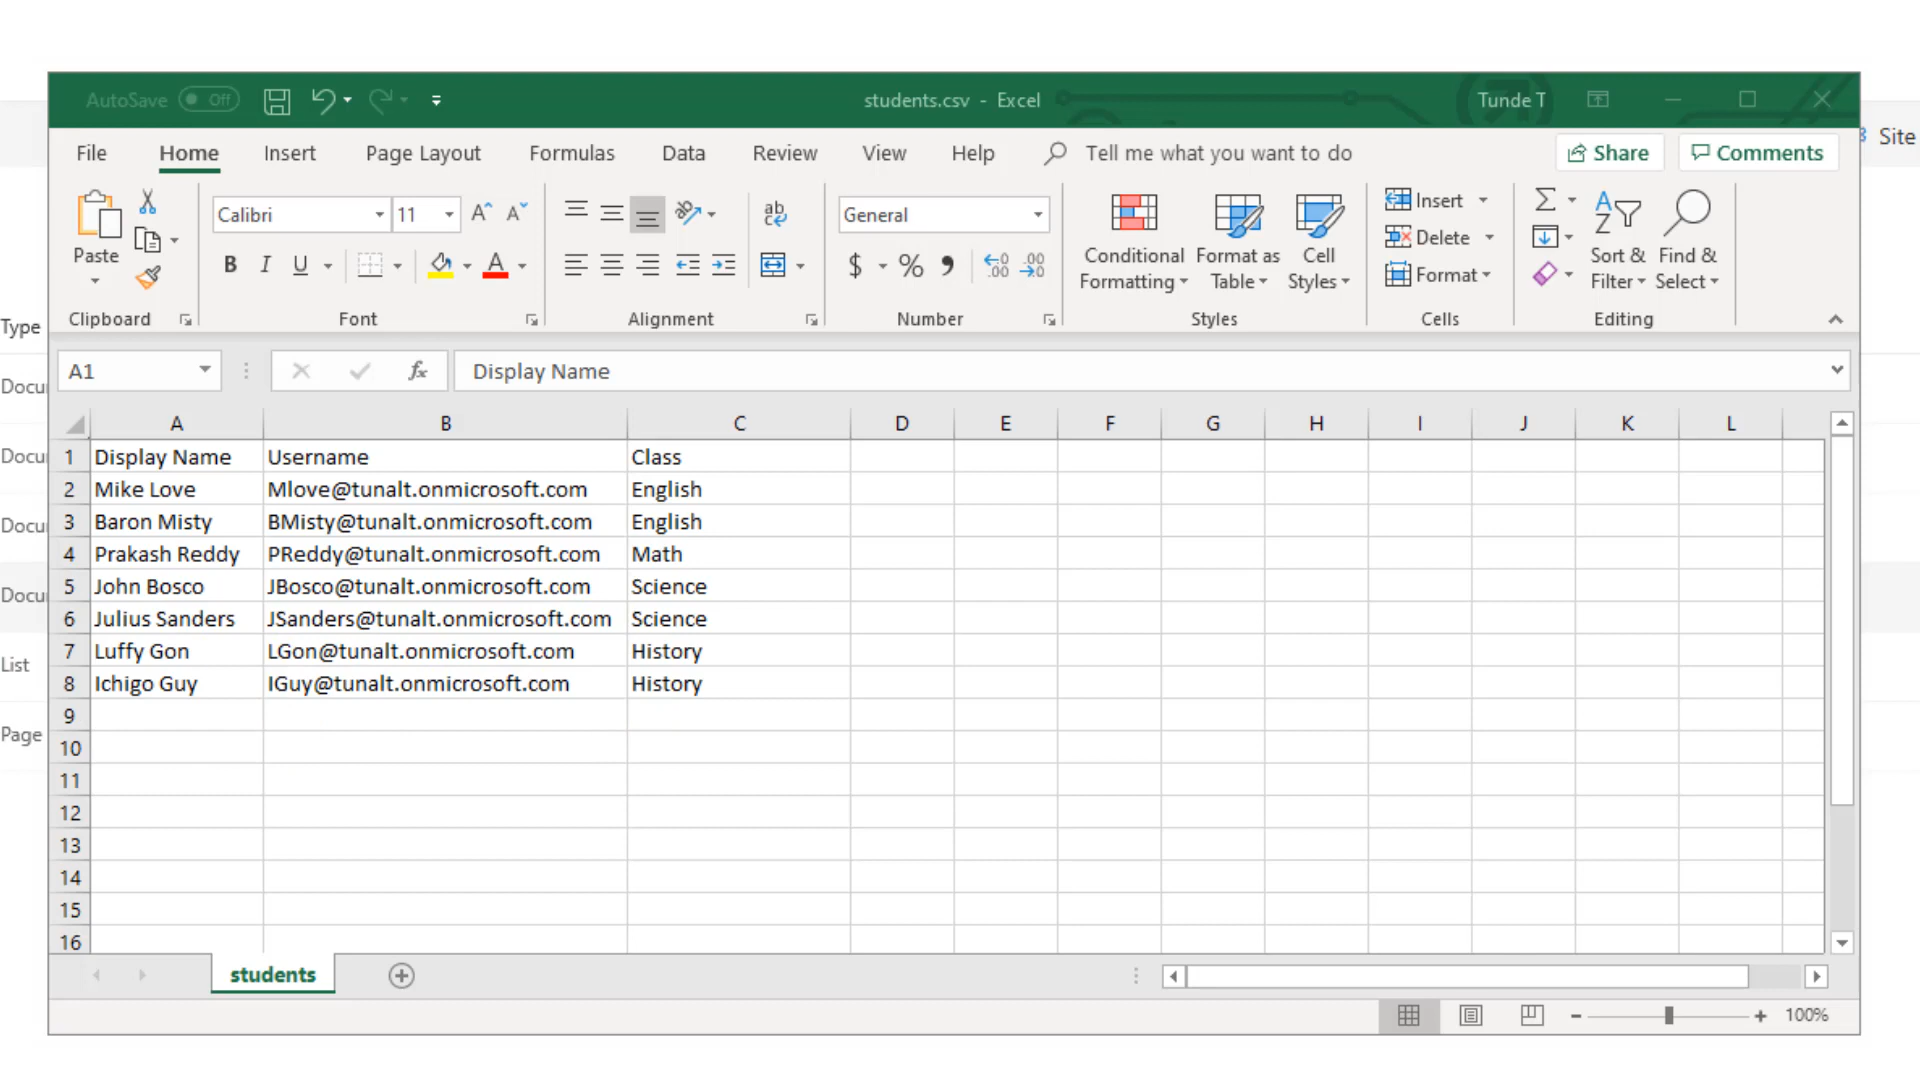 AutoSave Off students.csv - Excel Tunde T
File Home Insert Page Layout Formulas Data Review View Help Tell me what you want to do Share Comments
Site
Paste
Calibri 11
B I U A
ab
General
$ % ,
Conditional Formatting
Format as Table
Cell Styles
Insert
Delete
Format
Sort & Filter
Find & Select
Clipboard Font Alignment Number Styles Cells Editing
A1 fx Display Name
A B C D E F G H I J K L
1 Display Name Username Class
2 Mike Love Mlove@tunalt.onmicrosoft.com English
3 Baron Misty BMisty@tunalt.onmicrosoft.com English
4 Prakash Reddy PReddy@tunalt.onmicrosoft.com Math
5 John Bosco JBosco@tunalt.onmicrosoft.com Science
6 Julius Sanders JSanders@tunalt.onmicrosoft.com Science
7 Luffy Gon LGon@tunalt.onmicrosoft.com History
8 Ichigo Guy IGuy@tunalt.onmicrosoft.com History
9
10
11
12
13
14
15
16
students
100%
Type
Docu
Docu
Docu
Docu
List
Page